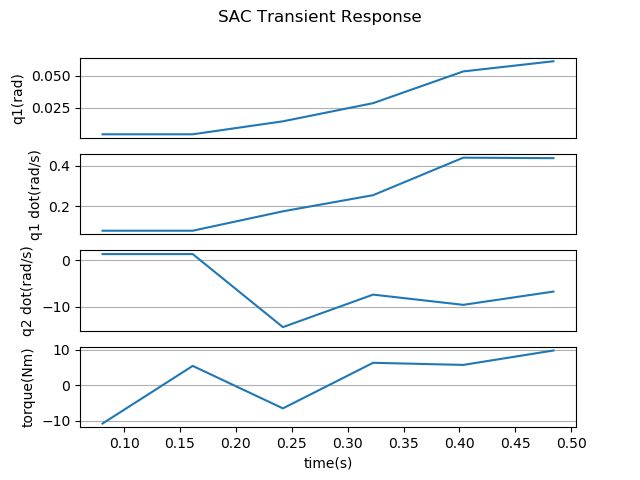 SAC Transient Response
q1(rad)
0.050
0.025
q1 dot(rad/s)
0.4
0.2
q2 dot(rad/s)
0
−10
torque(Nm)
10
0
−10
0.10 0.15 0.20 0.25 0.30 0.35 0.40 0.45 0.50
time(s)